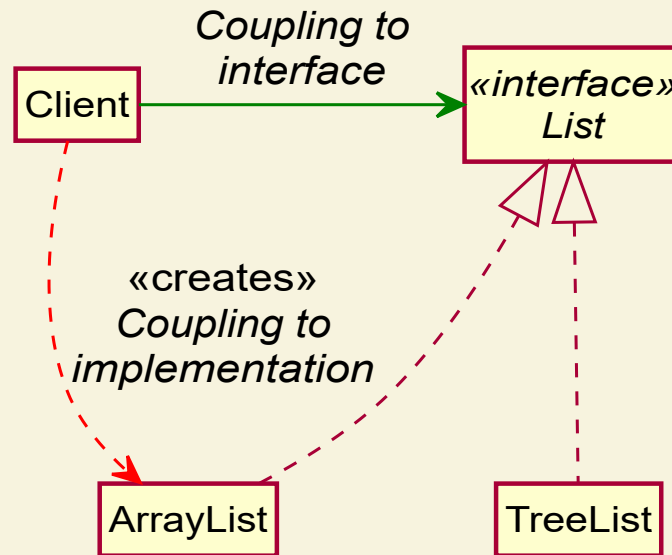 Coupling to
interface
Client
«interface»
List
«creates»
Coupling to
implementation
ArrayList
TreeList